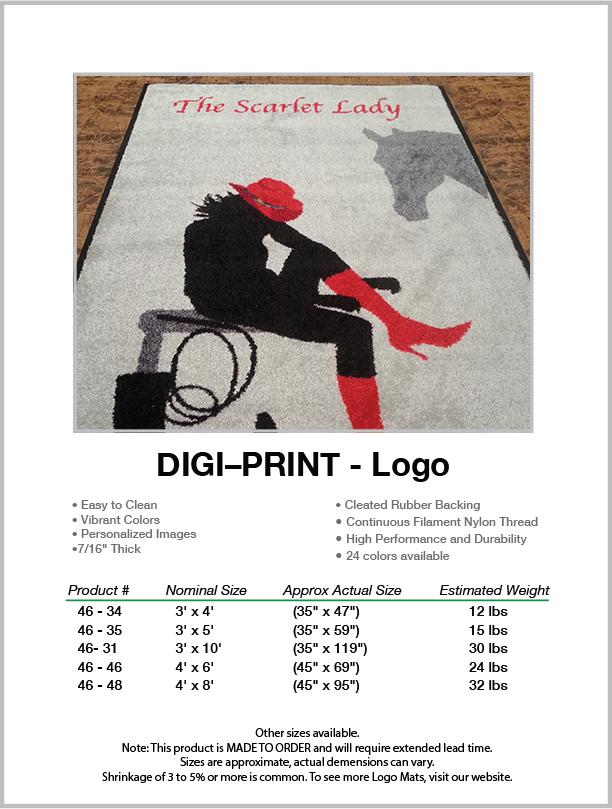 The Scarlet Lady
DIGI–PRINT - Logo
• Easy to Clean
• Vibrant Colors
• Personalized Images
•7/16" Thick
• Cleated Rubber Backing
• Continuous Filament Nylon Thread
• High Performance and Durability
• 24 colors available
Product # Nominal Size Approx Actual Size Estimated Weight
46 - 34 3' x 4' (35" x 47") 12 lbs
46 - 35 3' x 5' (35" x 59") 15 lbs
46- 31 3' x 10' (35" x 119") 30 lbs
46 - 46 4' x 6' (45" x 69") 24 lbs
46 - 48 4' x 8' (45" x 95") 32 lbs
Other sizes available.
Note: This product is MADE TO ORDER and will require extended lead time.
Sizes are approximate, actual demensions can vary.
Shrinkage of 3 to 5% or more is common. To see more Logo Mats, visit our website.